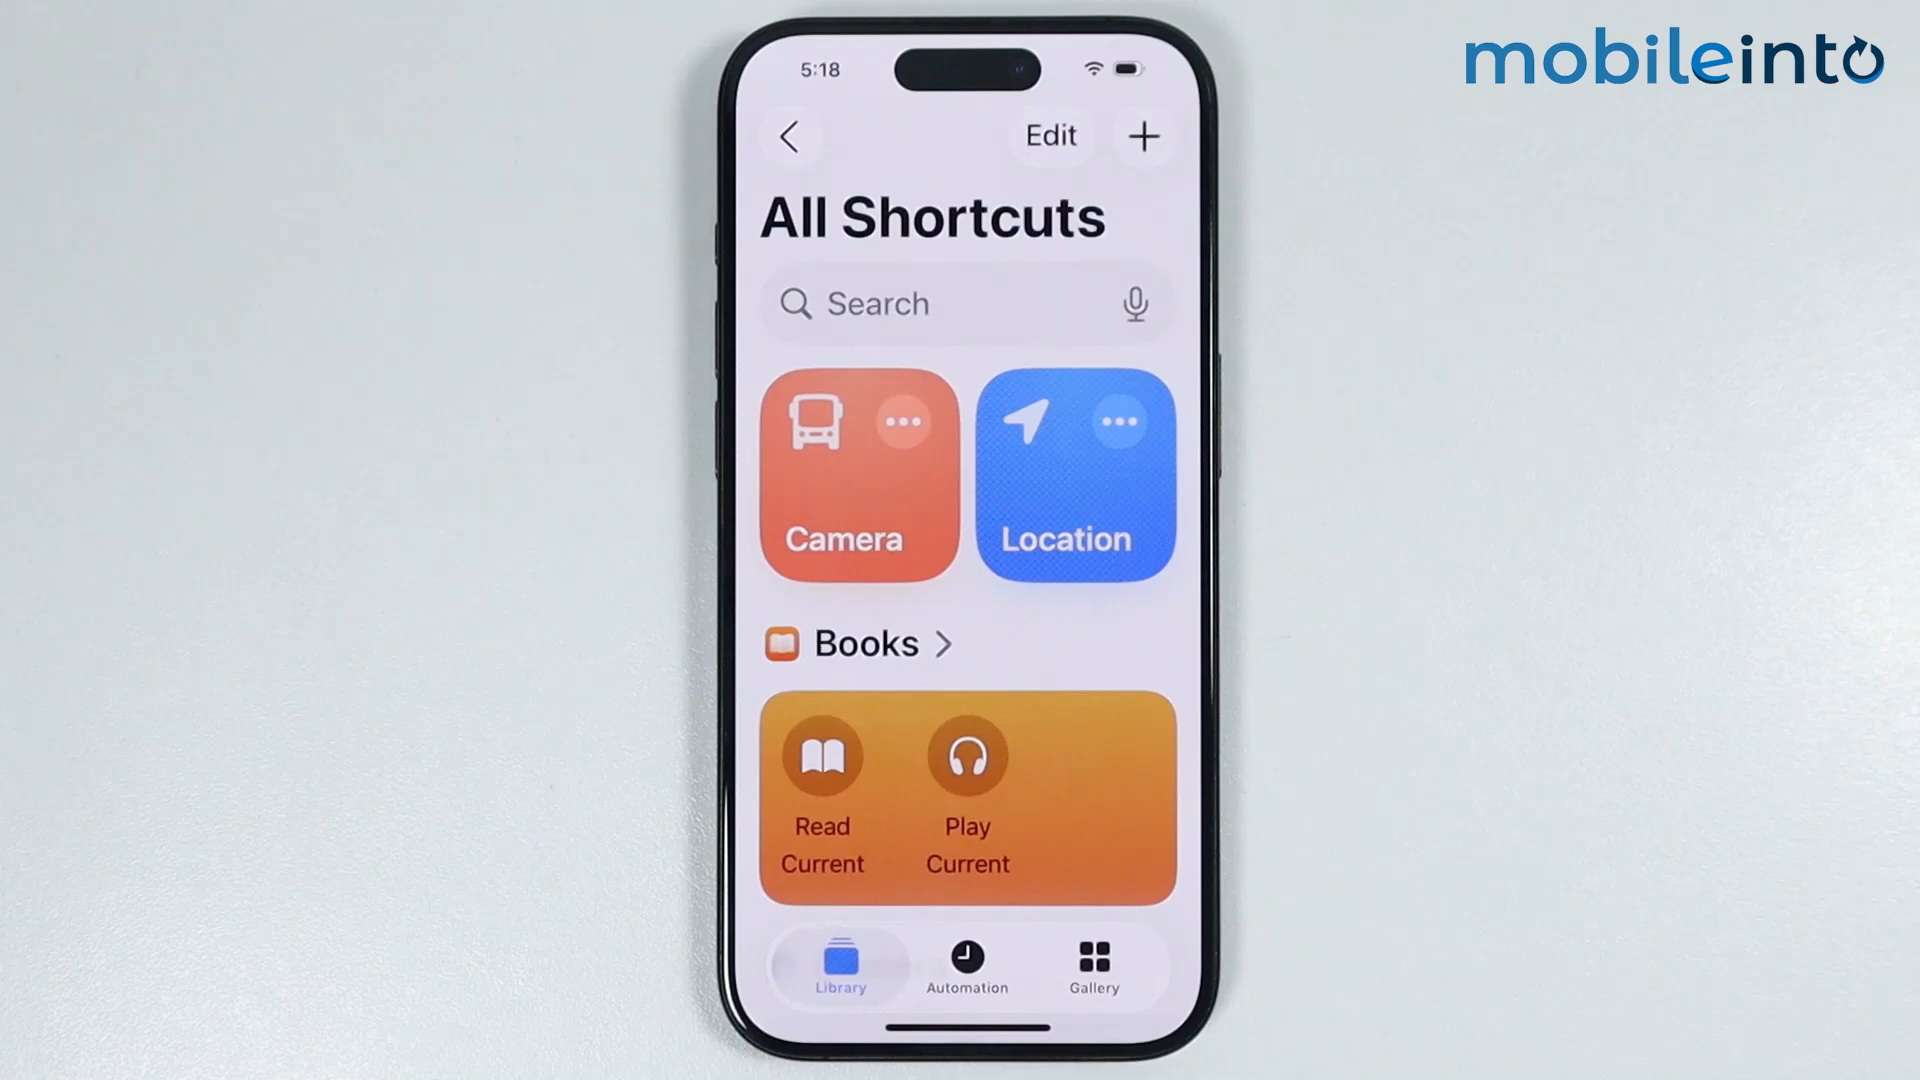 mobileinto
5:18
Edit
All Shortcuts
Search
Camera
Location
Books
Read
Current
Play
Current
Library
Automation
Gallery